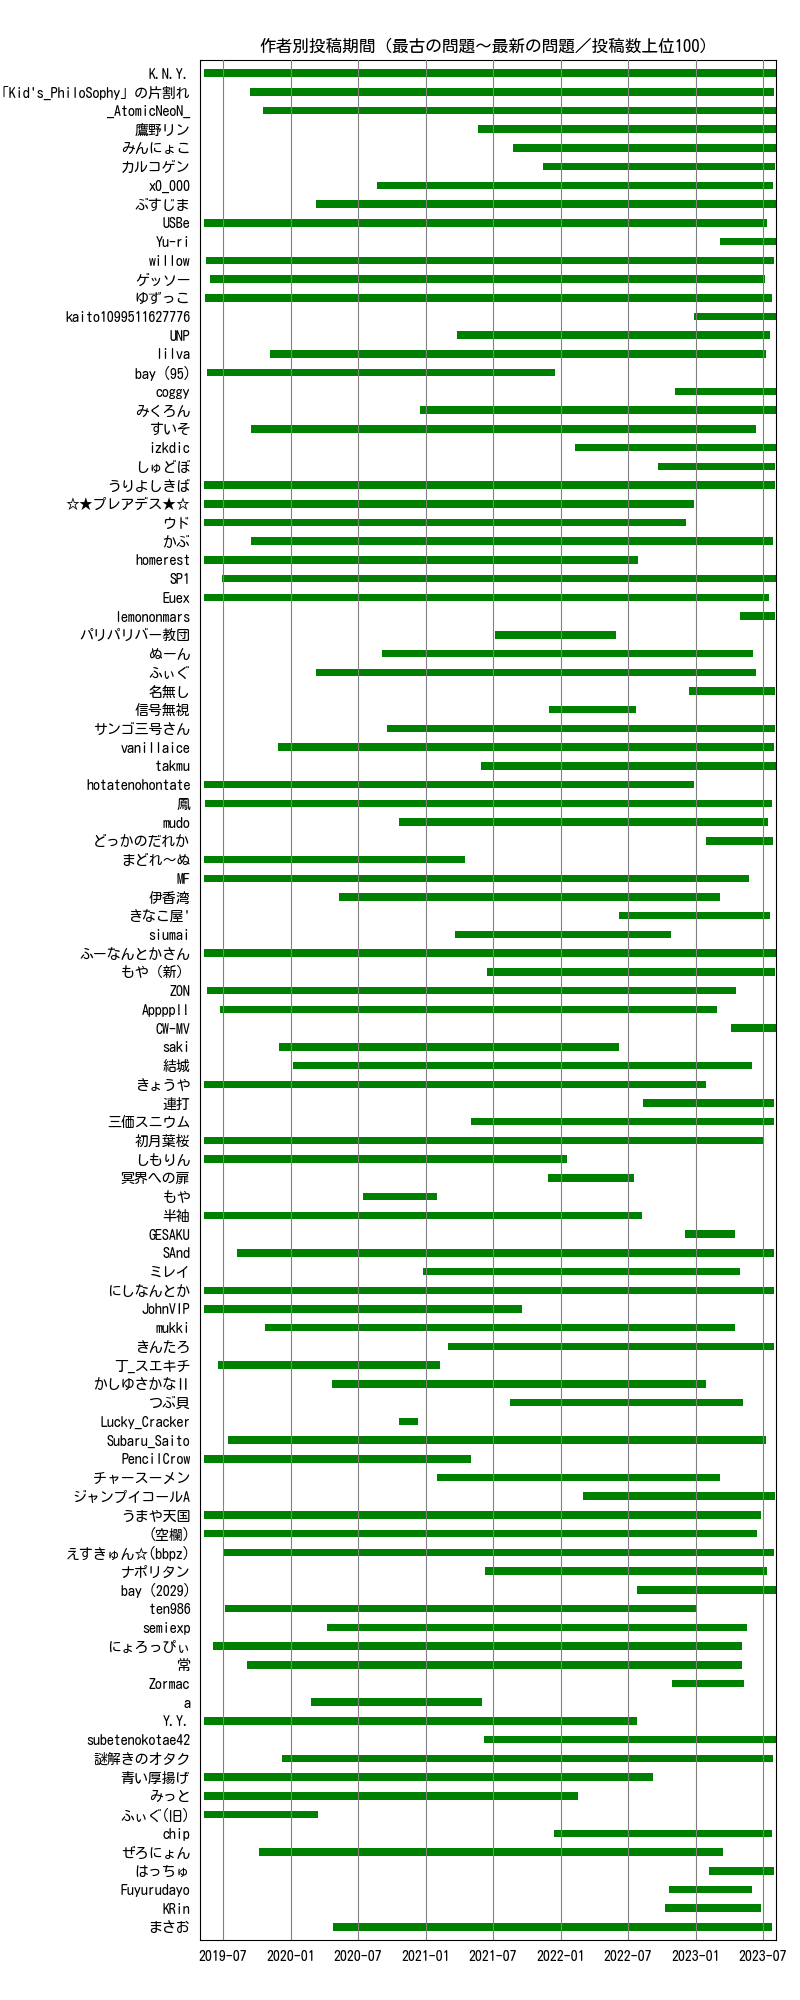 作者別投稿期間（最古の問題～最新の問題／投稿数上位100）
K.N.Y.
「Kid's_PhiloSophy」の片割れ
_AtomicNeoN_
鷹野リン
みんにょこ
カルコゲン
x0_000
ぷすじま
USBe
Yu-ri
willow
ゲッソー
ゆずっこ
kaito1099511627776
UNP
lilva
bay (95)
coggy
みくろん
すいそ
izkdic
しゅどぼ
うりよしきば
☆★プレアデス★☆
ウド
かぶ
homerest
SP1
Euex
lemononmars
パリパリバー教団
ぬーん
ふぃぐ
名無し
信号無視
サンゴ三号さん
vanillaice
takmu
hotatenohontate
鳳
mudo
どっかのだれか
まどれ～ぬ
MF
伊香湾
きなこ屋'
siumai
ふーなんとかさん
もや（新）
ZON
AppppII
CW-MV
saki
結城
きょうや
連打
三価スニウム
初月葉桜
しもりん
冥界への扉
もや
半袖
GESAKU
SAnd
ミレイ
にしなんとか
JohnVIP
mukki
きんたろ
丁_スエキチ
かしゆさかなⅡ
つぶ貝
Lucky_Cracker
Subaru_Saito
PencilCrow
チャースーメン
ジャンプイコールA
うまや天国
(空欄)
えすきゅん☆(bbpz)
ナポリタン
bay (2029)
ten986
semiexp
にょろっぴぃ
常
Zormac
a
Y.Y.
subetenokotae42
謎解きのオタク
青い厚揚げ
みっと
ふぃぐ(旧)
chip
ぜろにょん
はっちゅ
Fuyurudayo
KRin
まさお
2019-07 2020-01 2020-07 2021-01 2021-07 2022-01 2022-07 2023-01 2023-07